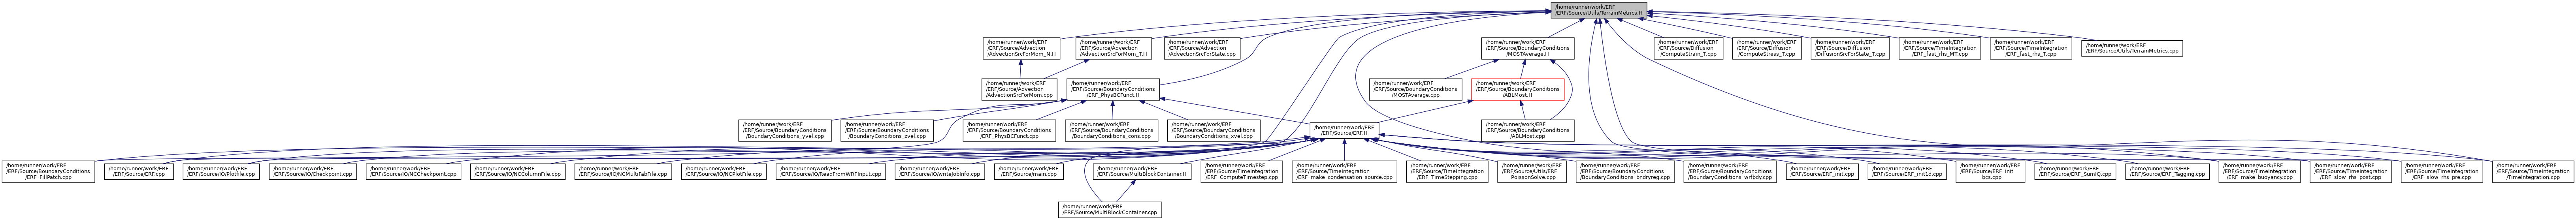 /home/runner/work/ERF
/ERF/Source/Utils/TerrainMetrics.H
/home/runner/work/ERF
/ERF/Source/Advection
/AdvectionSrcForMom_N.H
/home/runner/work/ERF
/ERF/Source/Advection
/AdvectionSrcForMom_T.H
/home/runner/work/ERF
/ERF/Source/Advection
/AdvectionSrcForState.cpp
/home/runner/work/ERF
/ERF/Source/BoundaryConditions
/MOSTAverage.H
/home/runner/work/ERF
/ERF/Source/Diffusion
/ComputeStrain_T.cpp
/home/runner/work/ERF
/ERF/Source/Diffusion
/ComputeStress_T.cpp
/home/runner/work/ERF
/ERF/Source/Diffusion
/DiffusionSrcForState_T.cpp
/home/runner/work/ERF
/ERF/Source/TimeIntegration
/ERF_fast_rhs_MT.cpp
/home/runner/work/ERF
/ERF/Source/TimeIntegration
/ERF_fast_rhs_T.cpp
/home/runner/work/ERF
/ERF/Source/Utils/TerrainMetrics.cpp
/home/runner/work/ERF
/ERF/Source/Advection
/AdvectionSrcForMom.cpp
/home/runner/work/ERF
/ERF/Source/BoundaryConditions
/ERF_PhysBCFunct.H
/home/runner/work/ERF
/ERF/Source/BoundaryConditions
/MOSTAverage.cpp
/home/runner/work/ERF
/ERF/Source/BoundaryConditions
/ABLMost.H
/home/runner/work/ERF
/ERF/Source/BoundaryConditions
/BoundaryConditions_yvel.cpp
/home/runner/work/ERF
/ERF/Source/BoundaryConditions
/BoundaryConditions_zvel.cpp
/home/runner/work/ERF
/ERF/Source/BoundaryConditions
/ERF_PhysBCFunct.cpp
/home/runner/work/ERF
/ERF/Source/BoundaryConditions
/BoundaryConditions_cons.cpp
/home/runner/work/ERF
/ERF/Source/BoundaryConditions
/BoundaryConditions_xvel.cpp
/home/runner/work/ERF
/ERF/Source/ERF.H
/home/runner/work/ERF
/ERF/Source/BoundaryConditions
/ABLMost.cpp
/home/runner/work/ERF
/ERF/Source/BoundaryConditions
/ERF_FillPatch.cpp
/home/runner/work/ERF
/ERF/Source/ERF.cpp
/home/runner/work/ERF
/ERF/Source/IO/Plotfile.cpp
/home/runner/work/ERF
/ERF/Source/IO/Checkpoint.cpp
/home/runner/work/ERF
/ERF/Source/IO/NCCheckpoint.cpp
/home/runner/work/ERF
/ERF/Source/IO/NCColumnFile.cpp
/home/runner/work/ERF
/ERF/Source/IO/NCMultiFabFile.cpp
/home/runner/work/ERF
/ERF/Source/IO/NCPlotFile.cpp
/home/runner/work/ERF
/ERF/Source/IO/ReadFromWRFInput.cpp
/home/runner/work/ERF
/ERF/Source/IO/writeJobInfo.cpp
/home/runner/work/ERF
/ERF/Source/main.cpp
/home/runner/work/ERF
/ERF/Source/MultiBlockContainer.H
/home/runner/work/ERF
/ERF/Source/TimeIntegration
/ERF_ComputeTimestep.cpp
/home/runner/work/ERF
/ERF/Source/TimeIntegration
/ERF_make_condensation_source.cpp
/home/runner/work/ERF
/ERF/Source/TimeIntegration
/ERF_TimeStepping.cpp
/home/runner/work/ERF
/ERF/Source/Utils/ERF
_PoissonSolve.cpp
/home/runner/work/ERF
/ERF/Source/BoundaryConditions
/BoundaryConditions_bndryreg.cpp
/home/runner/work/ERF
/ERF/Source/BoundaryConditions
/BoundaryConditions_wrfbdy.cpp
/home/runner/work/ERF
/ERF/Source/ERF_init.cpp
/home/runner/work/ERF
/ERF/Source/ERF_init1d.cpp
/home/runner/work/ERF
/ERF/Source/ERF_init
_bcs.cpp
/home/runner/work/ERF
/ERF/Source/ERF_SumIQ.cpp
/home/runner/work/ERF
/ERF/Source/ERF_Tagging.cpp
/home/runner/work/ERF
/ERF/Source/TimeIntegration
/ERF_make_buoyancy.cpp
/home/runner/work/ERF
/ERF/Source/TimeIntegration
/ERF_slow_rhs_post.cpp
/home/runner/work/ERF
/ERF/Source/TimeIntegration
/ERF_slow_rhs_pre.cpp
/home/runner/work/ERF
/ERF/Source/TimeIntegration
/TimeIntegration.cpp
/home/runner/work/ERF
/ERF/Source/MultiBlockContainer.cpp